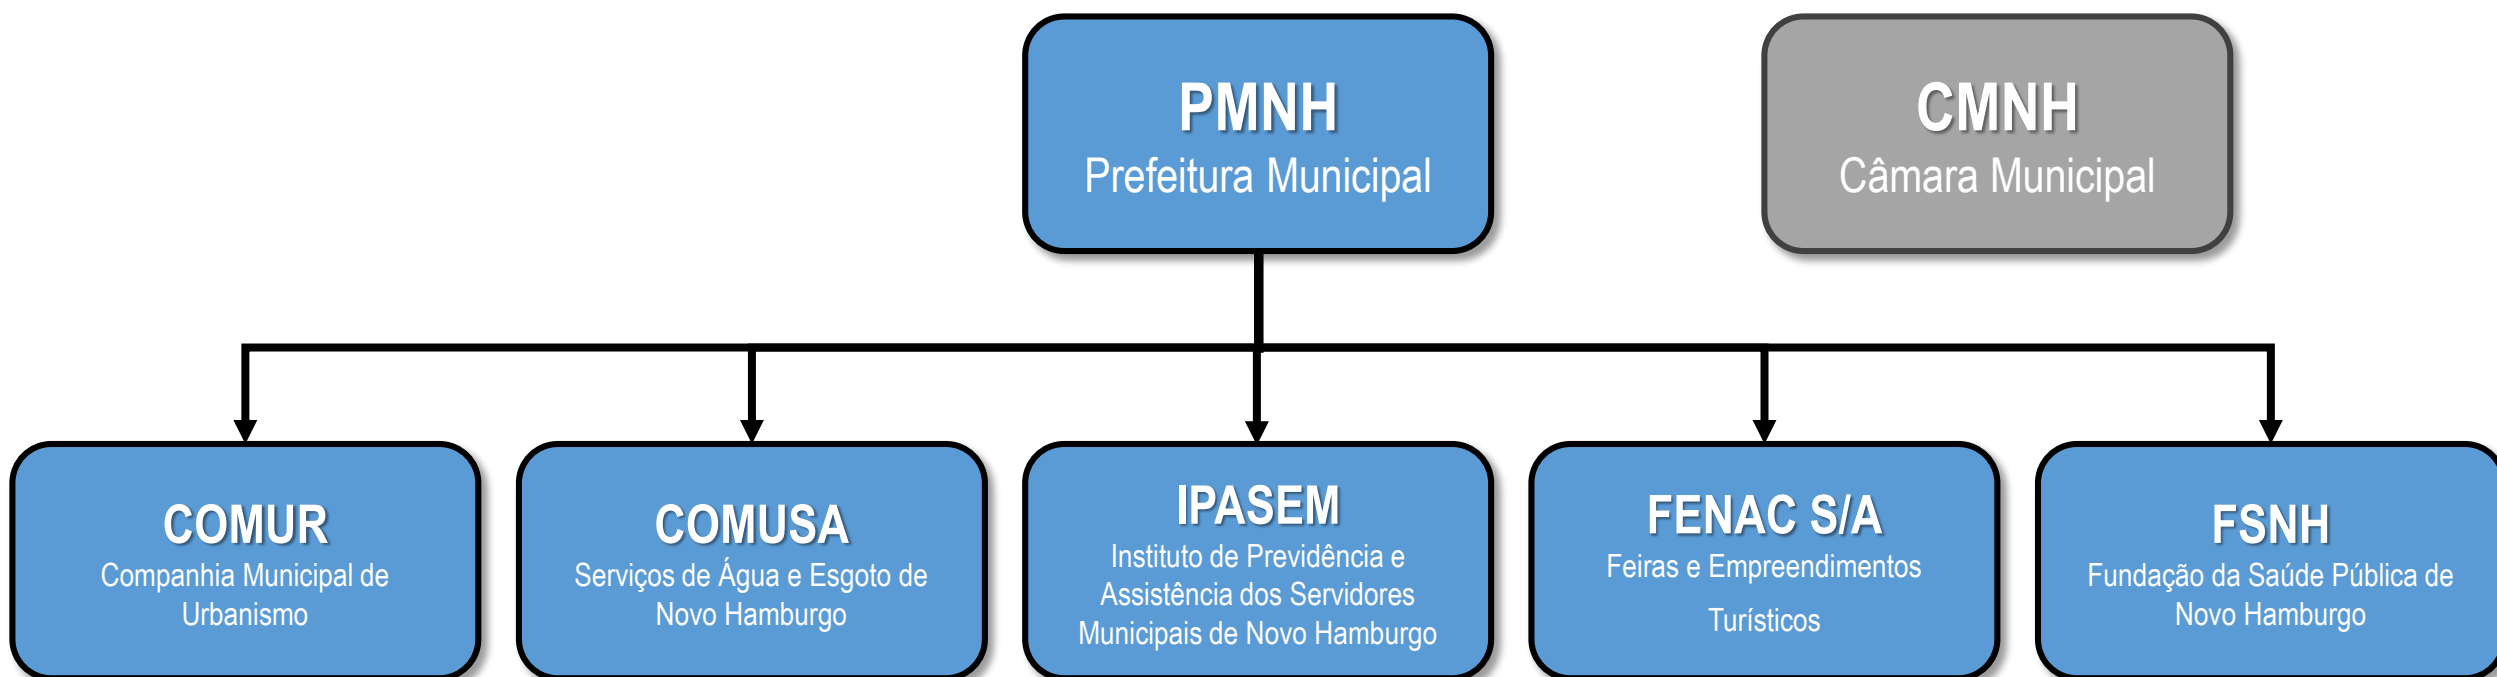 PMNH
Prefeitura Municipal
CMNH
Câmara Municipal
COMUR
Companhia Municipal de
Urbanismo
COMUSA
Serviços de Água e Esgoto de
Novo Hamburgo
IPASEM
Instituto de Previdência e
Assistência dos Servidores
Municipais de Novo Hamburgo
FENAC S/A
Feiras e Empreendimentos
Turísticos
FSNH
Fundação da Saúde Pública de
Novo Hamburgo